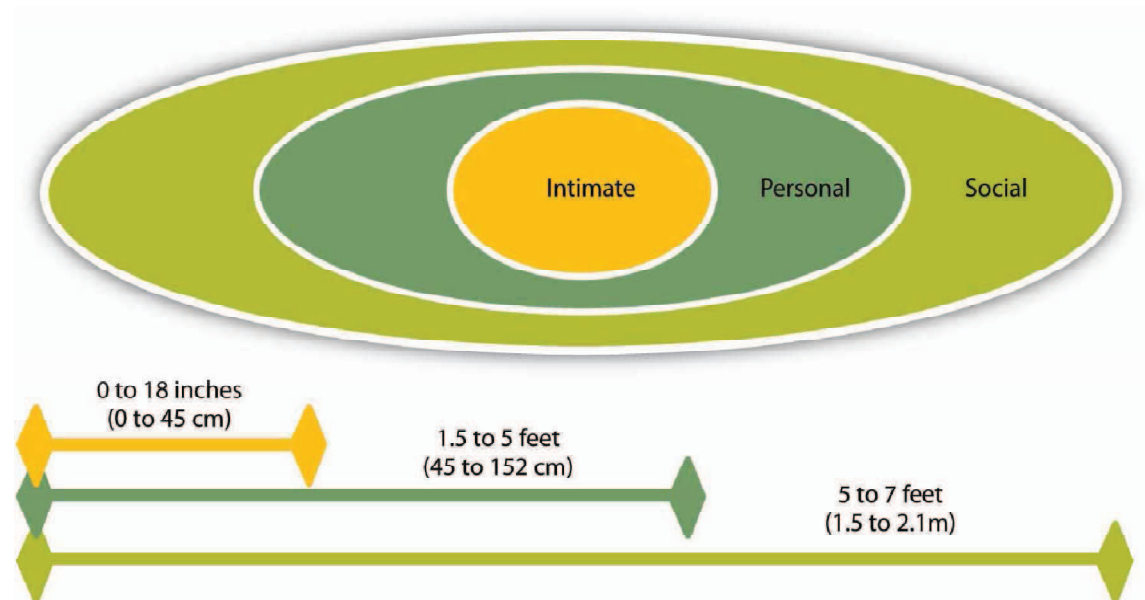 Intimate
Personal
Social
0 to 18 inches
(0 to 45 cm)
1.5 to 5 feet
(45 to 152 cm)
5 to 7 feet
(1.5 to 2.1m)